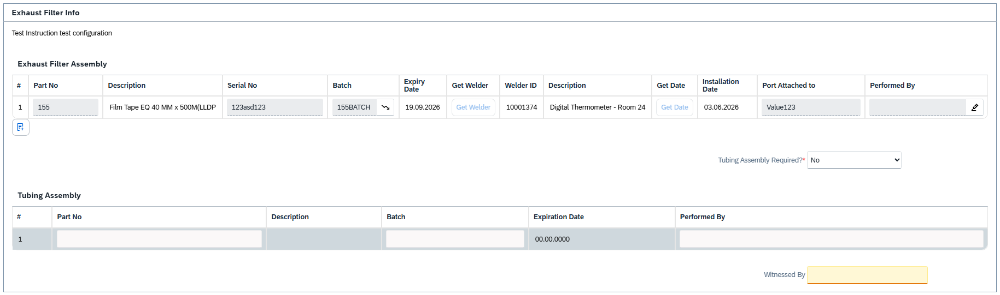 Exhaust Filter Info
Test Instruction test configuration
Exhaust Filter Assembly
# Part No Description Serial No Batch Expiry Date Get Welder Welder ID Description Get Date Installation Date Port Attached to Performed By
1 155 Film Tape EQ 40 MM x 500M(LLDP 123asd123 155BATCH 19.09.2026 Get Welder 10001374 Digital Thermometer - Room 24 Get Date 03.06.2026 Value123
Tubing Assembly Required?* No
Tubing Assembly
# Part No Description Batch Expiration Date Performed By
1 00.00.0000
Witnessed By